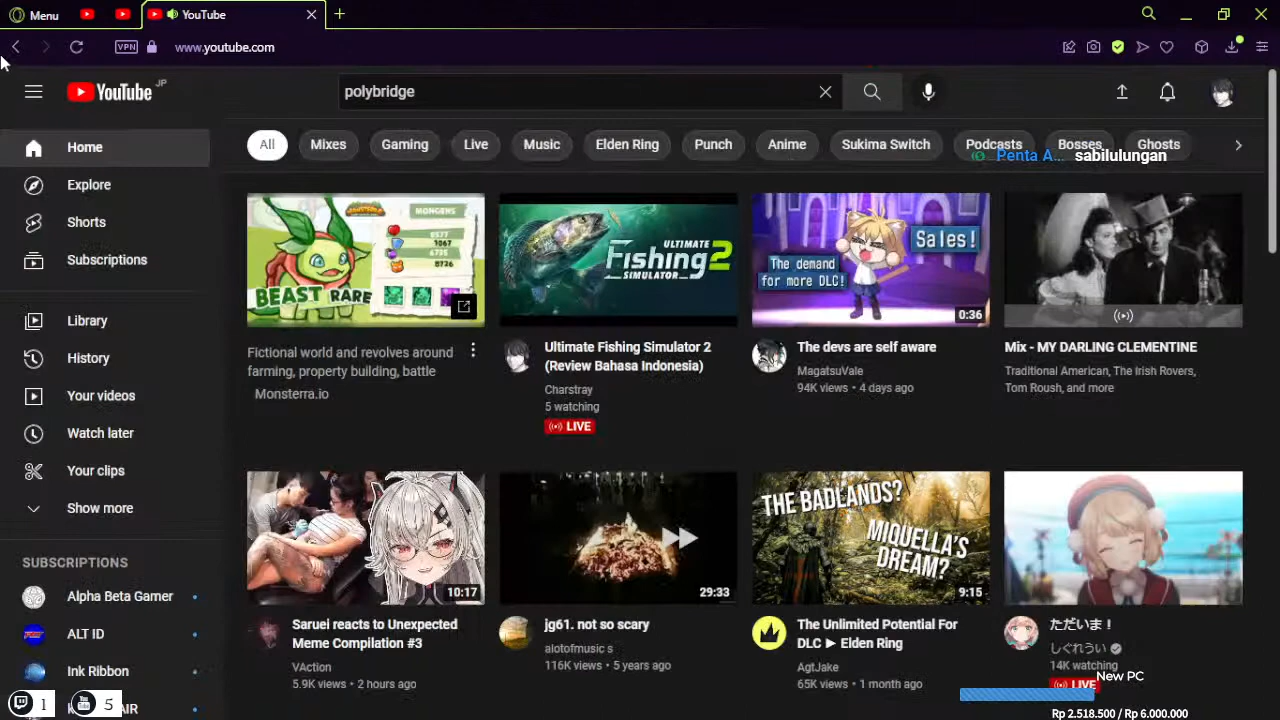 Menu
YouTube
VPN
www.youtube.com
YouTube JP
polybridge
All
Mixes
Gaming
Live
Music
Elden Ring
Punch
Anime
Sukima Switch
Podcasts
Bosses
Ghosts
Penta A... sabilulungan
Home
Explore
Shorts
Subscriptions
Library
History
Your videos
Watch later
Your clips
Show more
SUBSCRIPTIONS
Alpha Beta Gamer
ALT ID
Ink Ribbon
1
5
MONGENS
8577
1067
6735
8736
BEAST RARE
Fictional world and revolves around
farming, property building, battle
Monsterra.io
ULTIMATE
Fishing 2
SIMULATOR
Ultimate Fishing Simulator 2
(Review Bahasa Indonesia)
Charstray
5 watching
LIVE
Sales!
The demand
for more DLC!
0:36
The devs are self aware
MagatsuVale
94K views • 4 days ago
Mix - MY DARLING CLEMENTINE
Traditional American, The Irish Rovers,
Tom Roush, and more
10:17
Saruei reacts to Unexpected
Meme Compilation #3
VAction
5.9K views • 2 hours ago
29:33
jg61. not so scary
alotofmusic s
116K views • 5 years ago
THE BADLANDS?
MIQUELLA'S
DREAM?
9:15
The Unlimited Potential For
DLC ► Elden Ring
AgtJake
65K views • 1 month ago
ただいま！
しぐれうい
14K watching
LIVE
New PC
Rp 2.518.500 / Rp 6.000.000